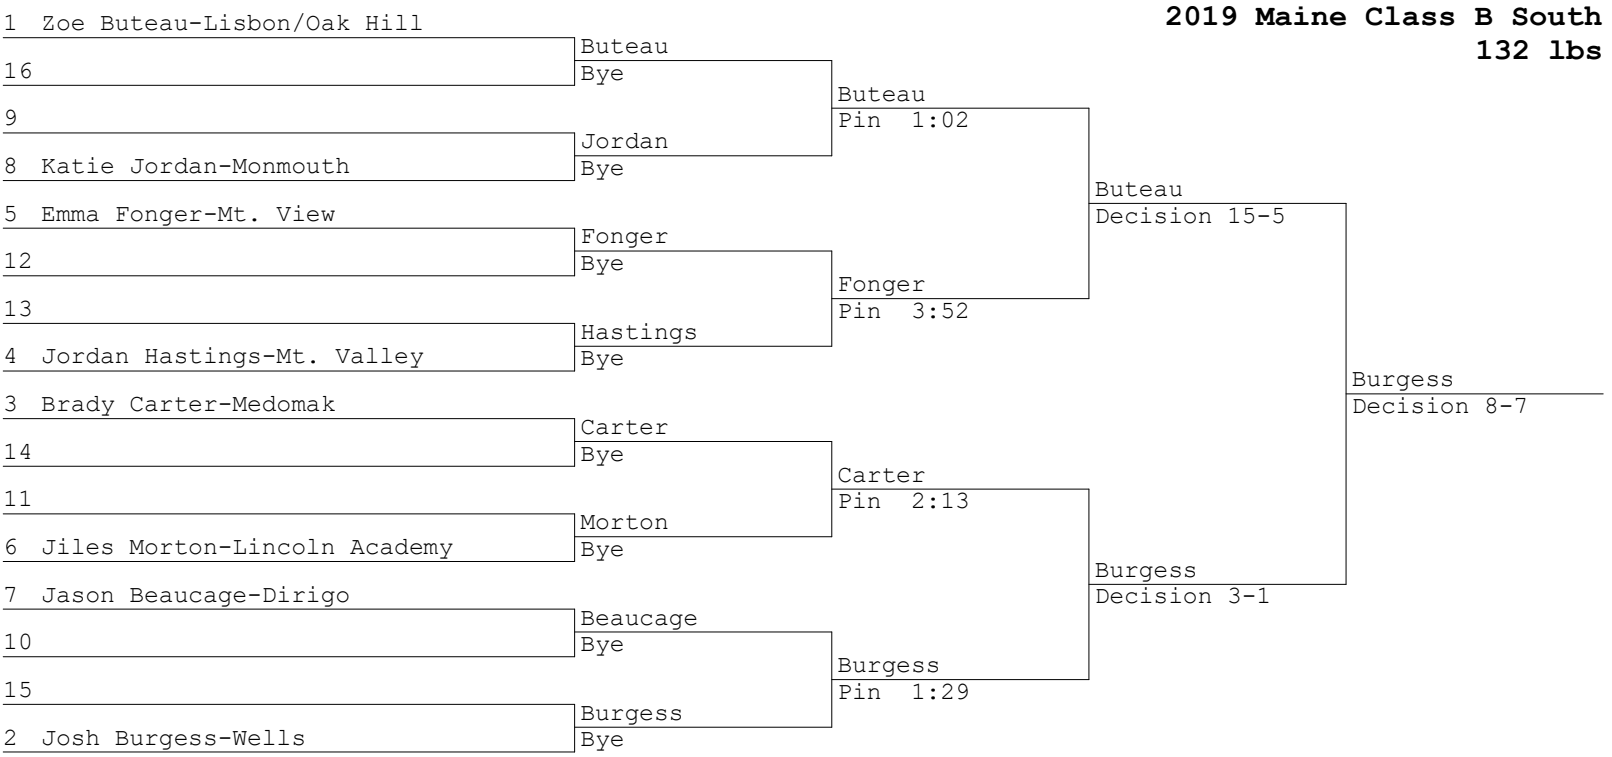 2019 Maine Class B South
132 lbs
1 Zoe Buteau-Lisbon/Oak Hill
16
9
8 Katie Jordan-Monmouth
5 Emma Fonger-Mt. View
12
13
4 Jordan Hastings-Mt. Valley
3 Brady Carter-Medomak
14
11
6 Jiles Morton-Lincoln Academy
7 Jason Beaucage-Dirigo
10
15
2 Josh Burgess-Wells
Buteau
Bye
Jordan
Bye
Fonger
Bye
Hastings
Bye
Carter
Bye
Morton
Bye
Beaucage
Bye
Burgess
Bye
Buteau
Pin 1:02
Fonger
Pin 3:52
Carter
Pin 2:13
Burgess
Pin 1:29
Buteau
Decision 15-5
Burgess
Decision 3-1
Burgess
Decision 8-7